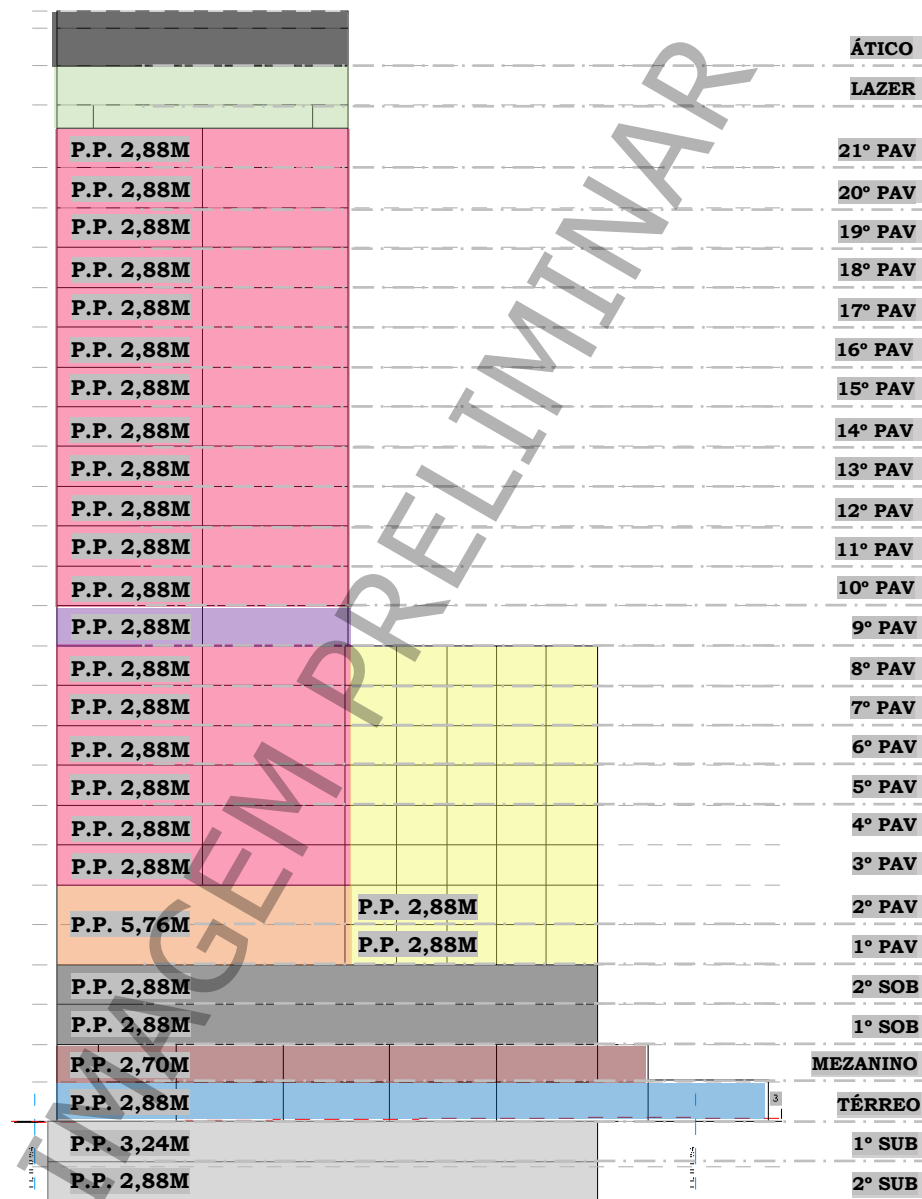 ÁTICO
LAZER
P.P. 2,88M 21º PAV
P.P. 2,88M 20º PAV
P.P. 2,88M 19º PAV
P.P. 2,88M 18º PAV
P.P. 2,88M 17º PAV
P.P. 2,88M 16º PAV
P.P. 2,88M 15º PAV
P.P. 2,88M 14º PAV
P.P. 2,88M 13º PAV
P.P. 2,88M 12º PAV
P.P. 2,88M 11º PAV
P.P. 2,88M 10º PAV
P.P. 2,88M 9º PAV
P.P. 2,88M 8º PAV
P.P. 2,88M 7º PAV
P.P. 2,88M 6º PAV
P.P. 2,88M 5º PAV
P.P. 2,88M 4º PAV
P.P. 2,88M 3º PAV
P.P. 5,76M P.P. 2,88M 2º PAV
P.P. 2,88M 1º PAV
P.P. 2,88M 2º SOB
P.P. 2,88M 1º SOB
P.P. 2,70M MEZANINO
P.P. 2,88M 3 TÉRREO
P.P. 3,24M 1º SUB
P.P. 2,88M 2º SUB
IMAGEM PRELIMINAR